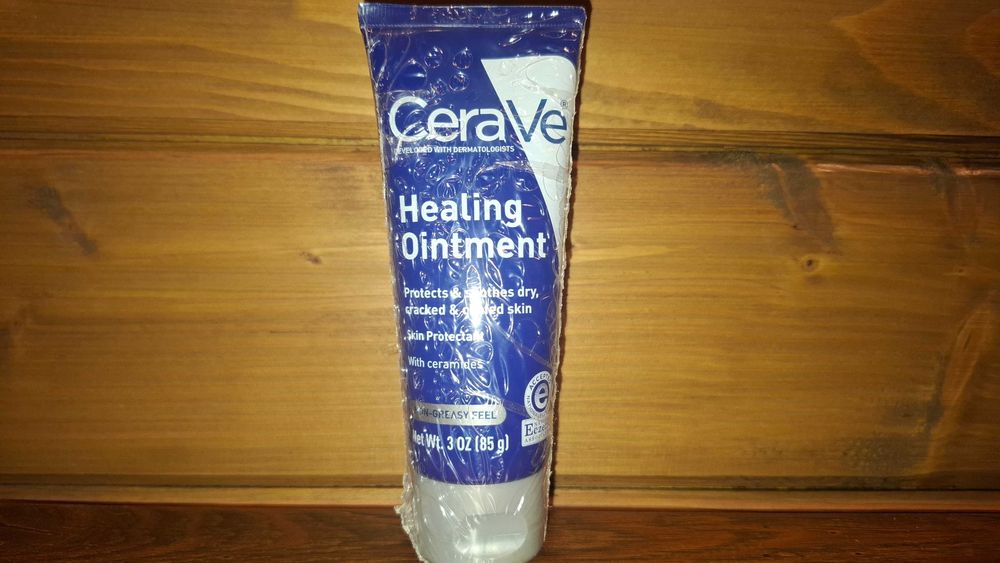 CeraVe®
DEVELOPED WITH DERMATOLOGISTS
Healing
Ointment
Protects & soothes dry,
cracked & chafed skin
Skin Protectant
With ceramides
NON-GREASY FEEL
Net Wt. 3 OZ (85 g)
ACCEPTED